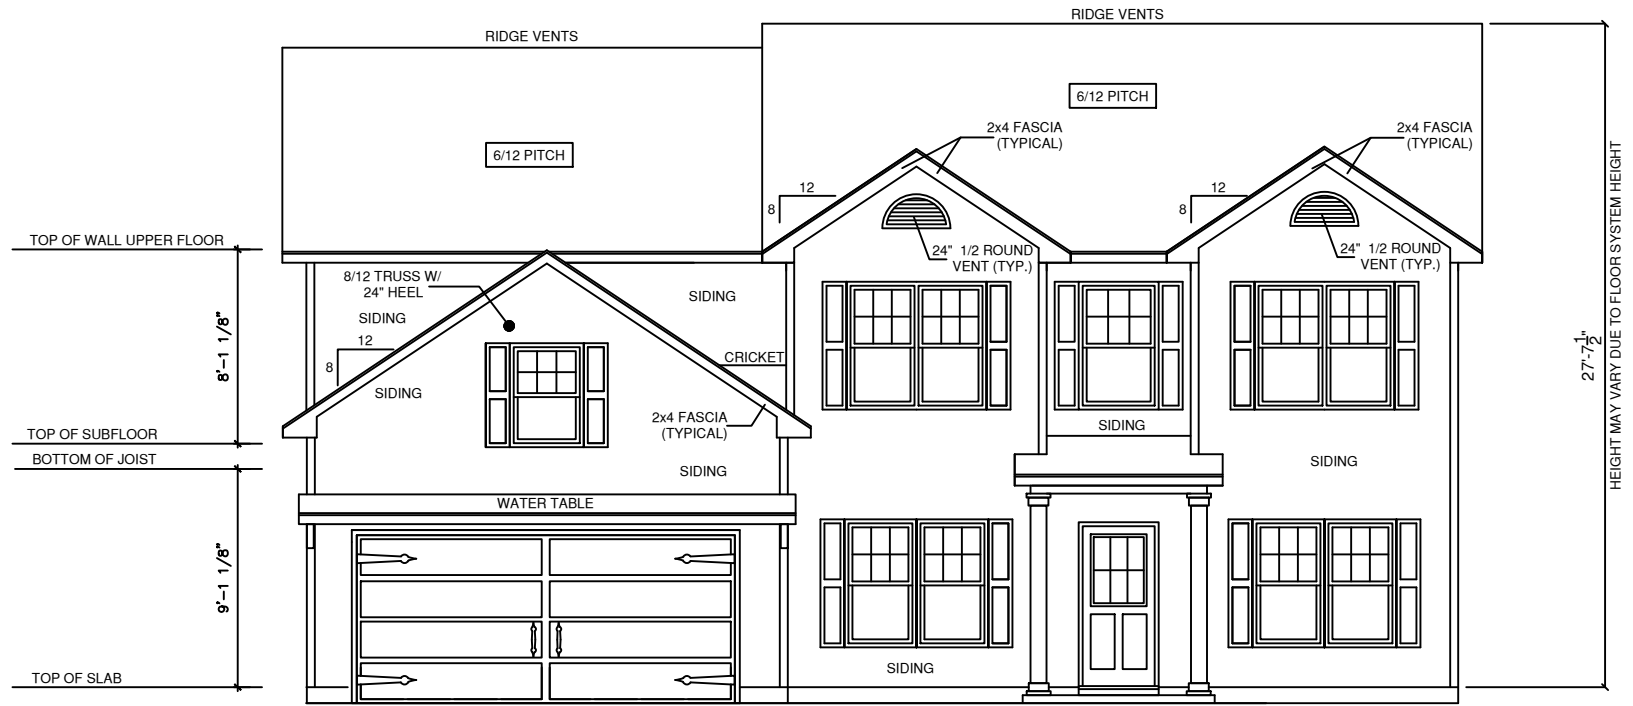 RIDGE VENTS
RIDGE VENTS
6/12 PITCH
6/12 PITCH
2x4 FASCIA
(TYPICAL)
2x4 FASCIA
(TYPICAL)
12
8
12
8
24" 1/2 ROUND
VENT (TYP.)
24" 1/2 ROUND
VENT (TYP.)
TOP OF WALL UPPER FLOOR
8/12 TRUSS W/
24" HEEL
SIDING
SIDING
12
8
SIDING
CRICKET
2x4 FASCIA
(TYPICAL)
SIDING
SIDING
SIDING
8'-1 1/8"
TOP OF SUBFLOOR
BOTTOM OF JOIST
WATER TABLE
9'-1 1/8"
SIDING
TOP OF SLAB
27'-7 1/2"
HEIGHT MAY VARY DUE TO FLOOR SYSTEM HEIGHT